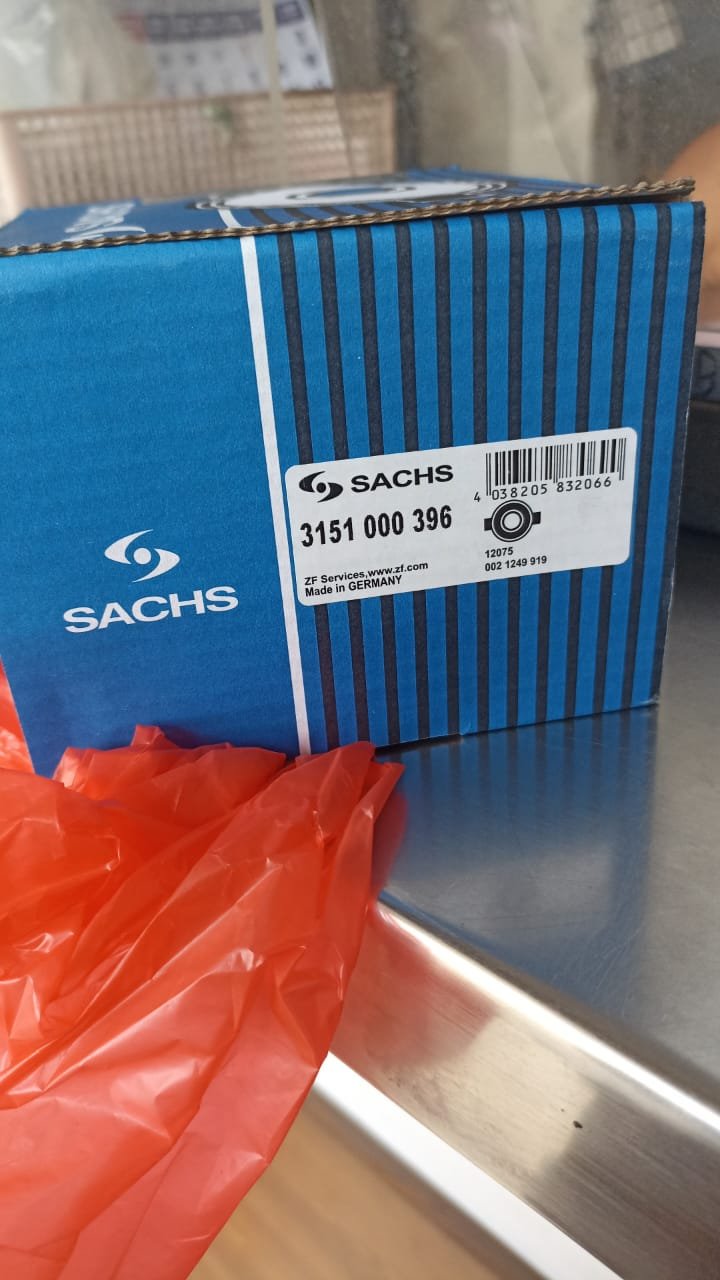 SACHS
SACHS
SACHS
4 038205 832066
3151 000 396
ZF Services,www.zf.com
Made in GERMANY
12075
002 1249 919